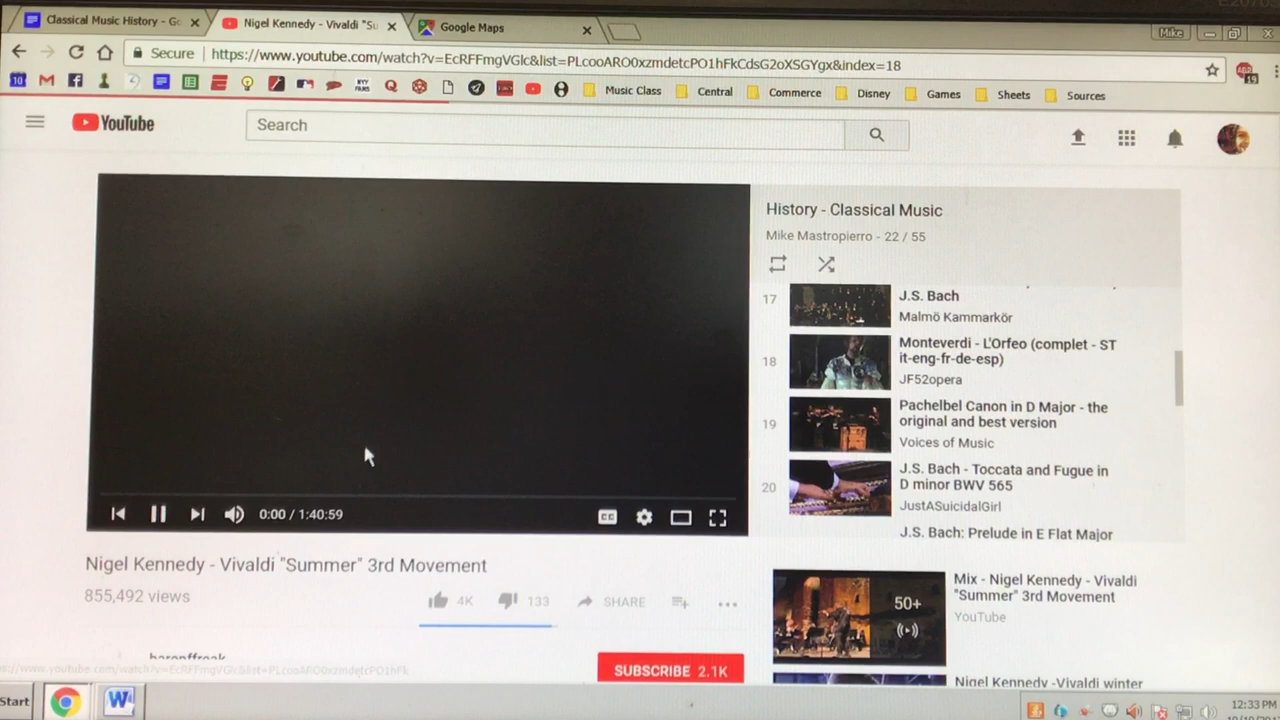 Classical Music History - Go
Nigel Kennedy - Vivaldi "Su
Google Maps
Mike
Secure
https://www.youtube.com/watch?v=EcRFFmgVGlc&list=PLcooARO0xzmdetcPO1hFkCdsG2oXSGYgx&index=18
10
19
Music Class
Central
Commerce
Disney
Games
Sheets
Sources
YouTube
Search
History - Classical Music
Mike Mastropierro - 22 / 55
17
J.S. Bach
Malmö Kammarkör
18
Monteverdi - L'Orfeo (complet - ST
it-eng-fr-de-esp)
JF52opera
19
Pachelbel Canon in D Major - the
original and best version
Voices of Music
20
J.S. Bach - Toccata and Fugue in
D minor BWV 565
JustASuicidalGirl
J.S. Bach: Prelude in E Flat Major
0:00 / 1:40:59
CC
Nigel Kennedy - Vivaldi "Summer" 3rd Movement
855,492 views
4K
133
SHARE
50+
Mix - Nigel Kennedy - Vivaldi
"Summer" 3rd Movement
YouTube
SUBSCRIBE 2.1K
Nigel Kennedy -Vivaldi winter
Start
W
12:33 PM